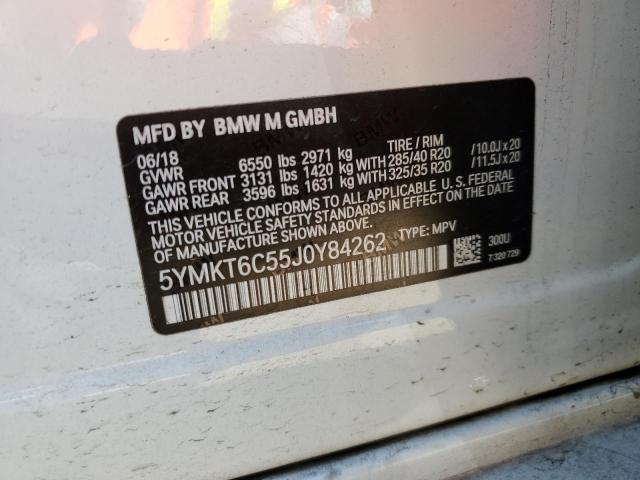 MFD BY BMW M GMBH
06/18 TIRE / RIM
GVWR 6550 lbs 2971 kg
GAWR FRONT 3131 lbs 1420 kg WITH 285/40 R20 /10.0J x 20
GAWR REAR 3596 lbs 1631 kg WITH 325/35 R20 /11.5J x 20
THIS VEHICLE CONFORMS TO ALL APPLICABLE U. S. FEDERAL
MOTOR VEHICLE SAFETY STANDARDS IN EFFECT ON THE
DATE OF MANUFACTURE SHOWN ABOVE.
5YMKT6C55J0Y84262 TYPE: MPV
300U
7 320 729